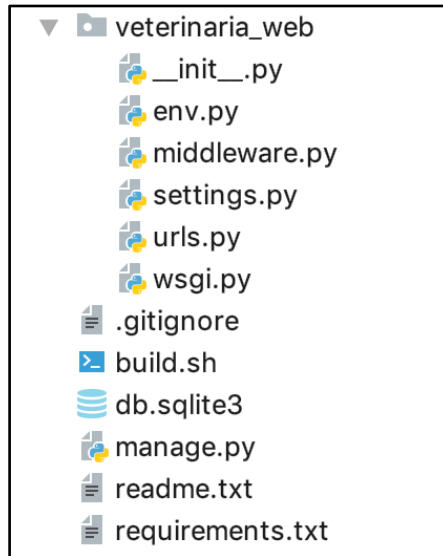 veterinaria_web
__init__.py
env.py
middleware.py
settings.py
urls.py
wsgi.py
.gitignore
build.sh
db.sqlite3
manage.py
readme.txt
requirements.txt